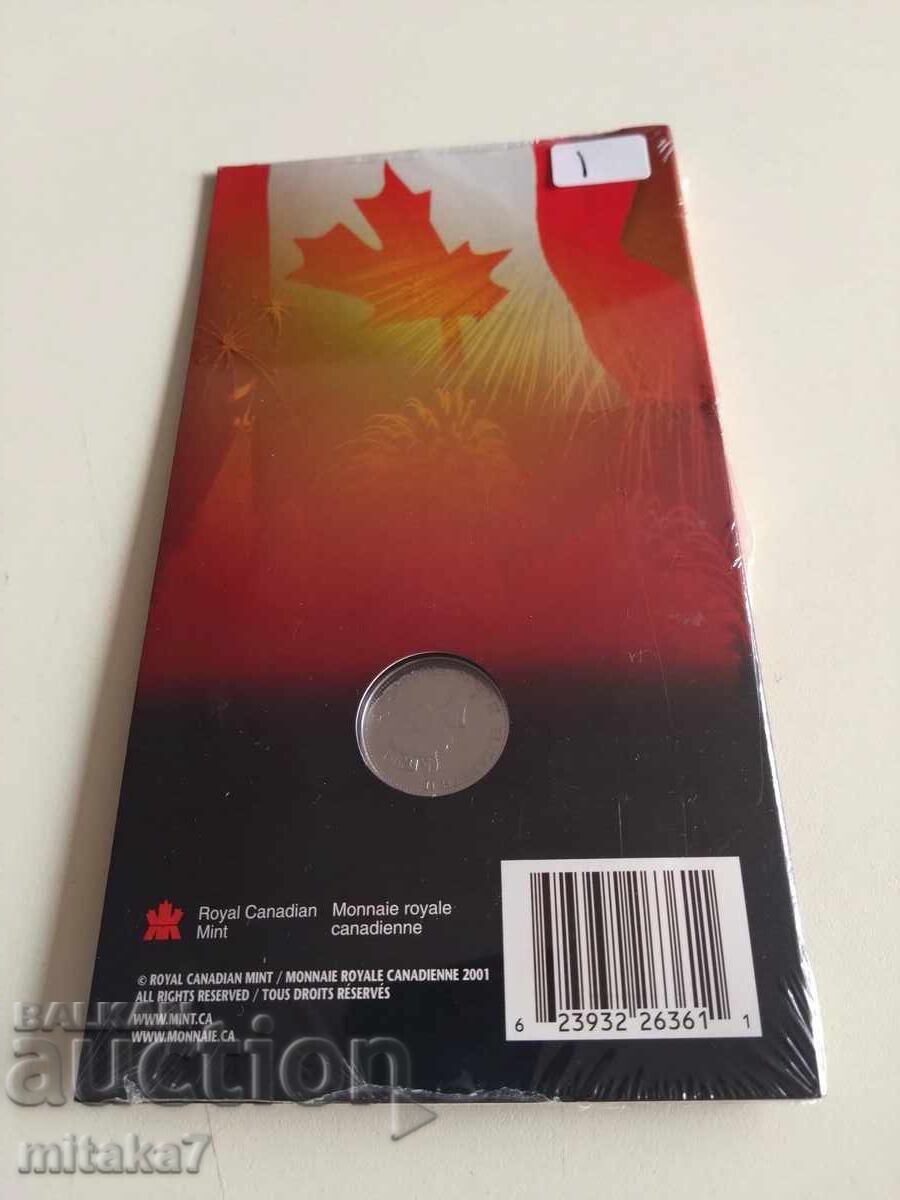 1
Royal Canadian Mint
Monnaie royale canadienne
© ROYAL CANADIAN MINT / MONNAIE ROYALE CANADIENNE 2001
ALL RIGHTS RESERVED / TOUS DROITS RÉSERVÉS
WWW.MINT.CA
WWW.MONNAIE.CA
6 23932 26361 1
BALKAN
auction
mitaka7